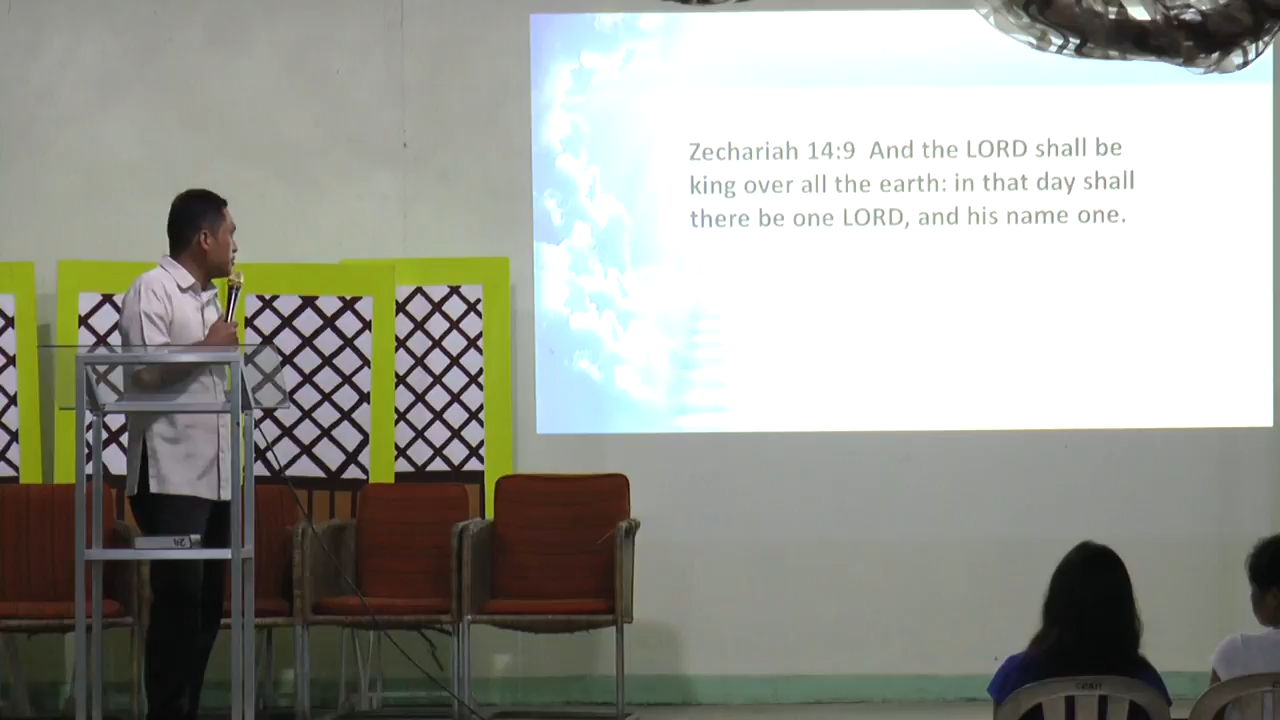 Zechariah 14:9  And the LORD shall be
king over all the earth: in that day shall
there be one LORD, and his name one.